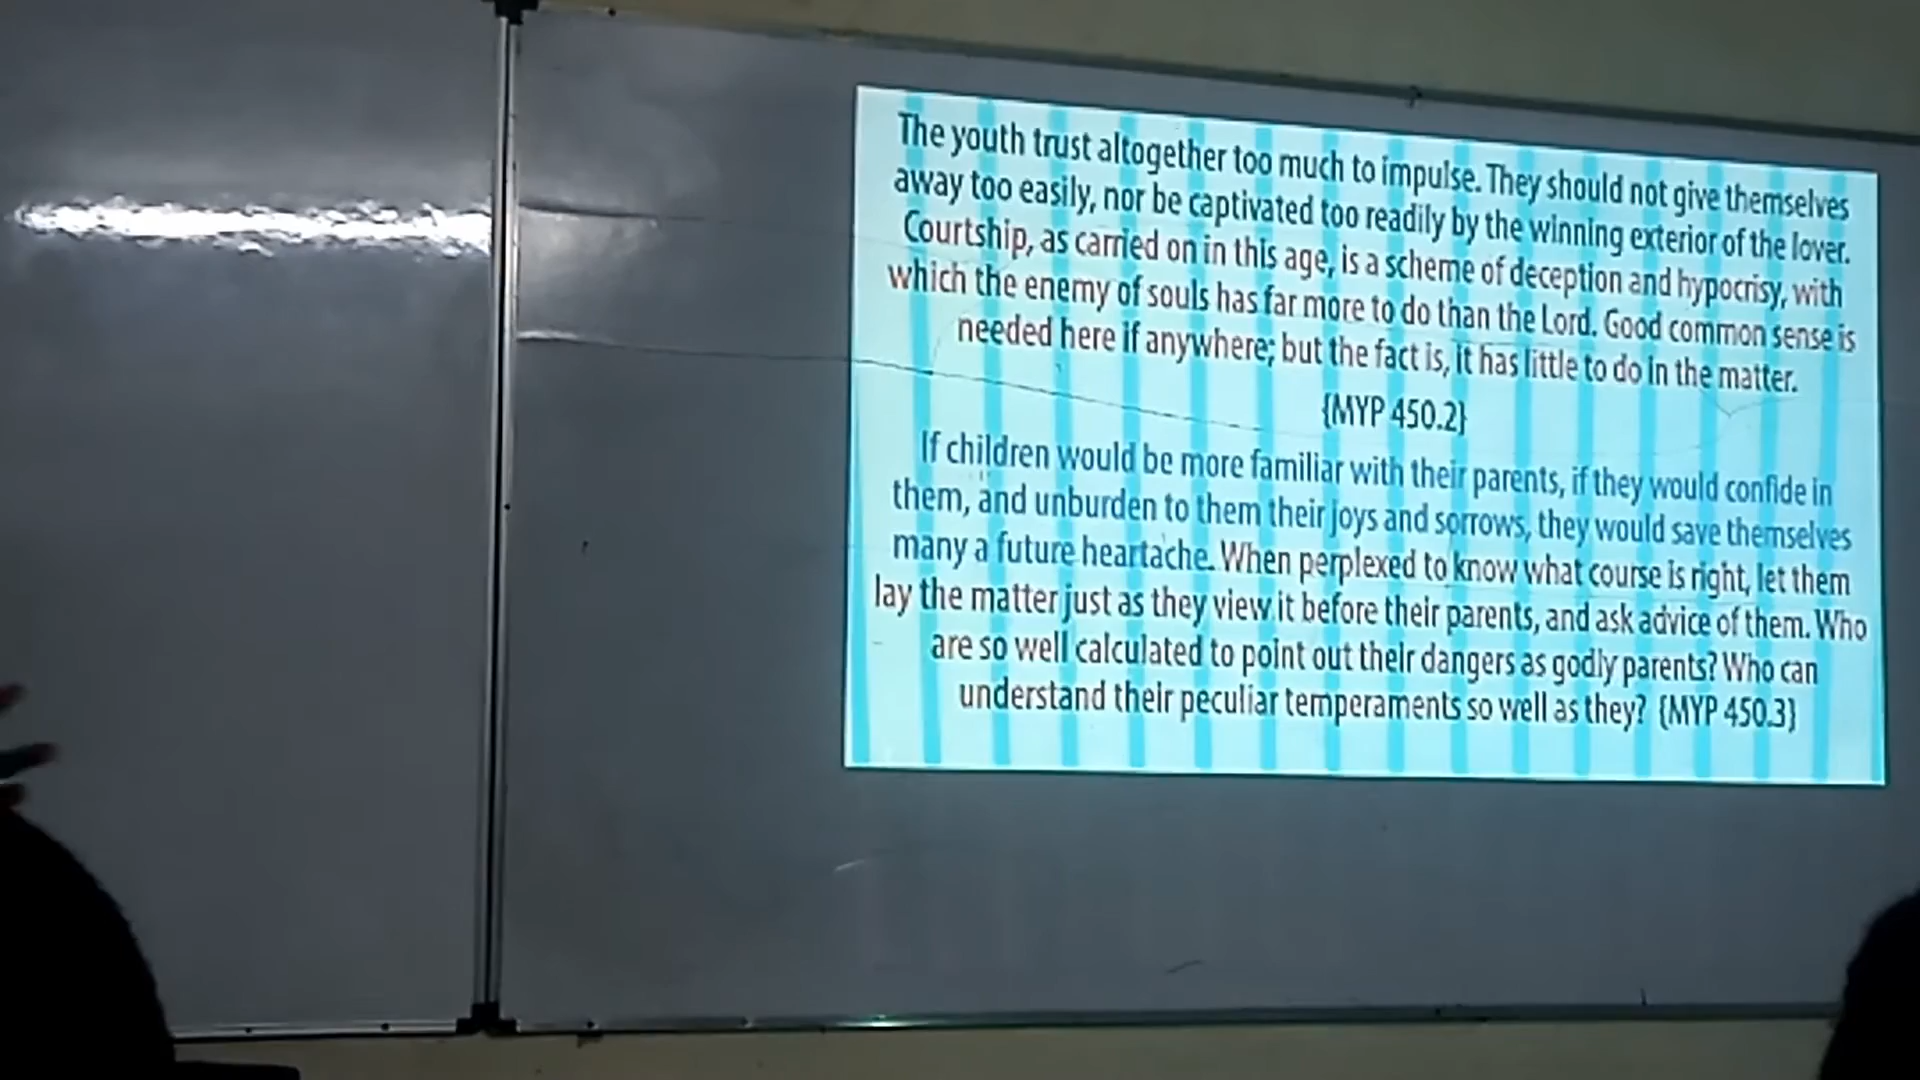 The youth trust altogether too much to impulse. They should not give themselves
away too easily, nor be captivated too readily by the winning exterior of the lover.
Courtship, as carried on in this age, is a scheme of deception and hypocrisy, with
which the enemy of souls has far more to do than the Lord. Good common sense is
needed here if anywhere; but the fact is, it has little to do in the matter.
{MYP 450.2}
If children would be more familiar with their parents, if they would confide in
them, and unburden to them their joys and sorrows, they would save themselves
many a future heartache. When perplexed to know what course is right, let them
lay the matter just as they view it before their parents, and ask advice of them. Who
are so well calculated to point out their dangers as godly parents? Who can
understand their peculiar temperaments so well as they? {MYP 450.3}